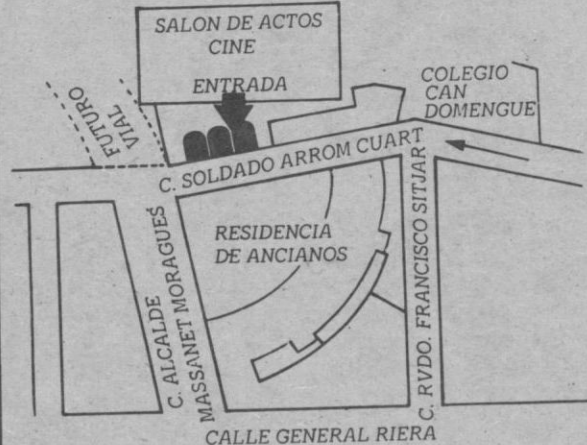 SALON DE ACTOS
CINE
ENTRADA
COLEGIO
CAN
DOMENGUE
FUTURO
VIAL
C. SOLDADO ARROM CUART
RESIDENCIA
DE ANCIANOS
C. ALCALDE
MASSANET MORAGUES
C. RVDO. FRANCISCO SITJAR
CALLE GENERAL RIERA